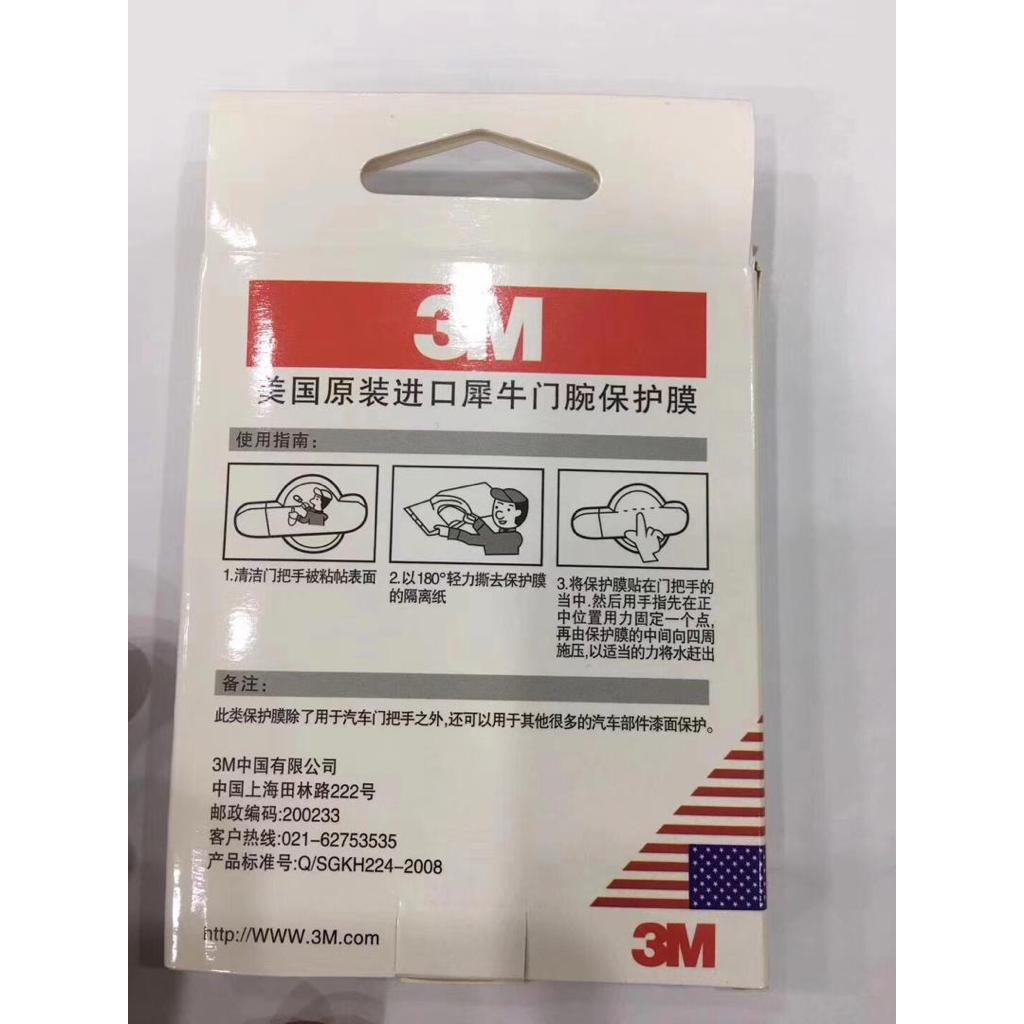 3M
美国原装进口犀牛门腕保护膜
使用指南:
1.清洁门把手被粘帖表面
2.以180°轻力撕去保护膜
的隔离纸
3.将保护膜贴在门把手的
当中.然后用手指先在正
中位置用力固定一个点,
再由保护膜的中间向四周
施压,以适当的力将水赶出
备注:
此类保护膜除了用于汽车门把手之外,还可以用于其他很多的汽车部件漆面保护。
3M中国有限公司
中国上海田林路222号
邮政编码:200233
客户热线:021-62753535
产品标准号:Q/SGKH224-2008
http://WWW.3M.com
3M